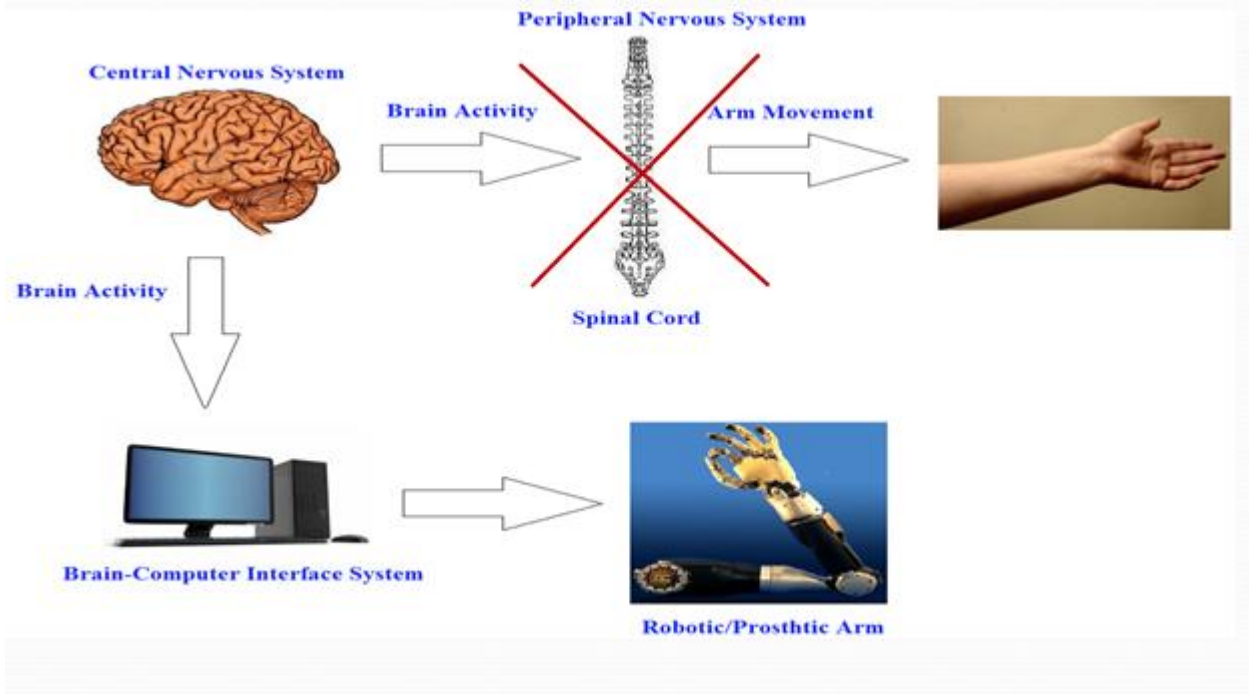 Peripheral Nervous System
Central Nervous System
Brain Activity
Arm Movement
Brain Activity
Spinal Cord
Brain-Computer Interface System
Robotic/Prosthtic Arm